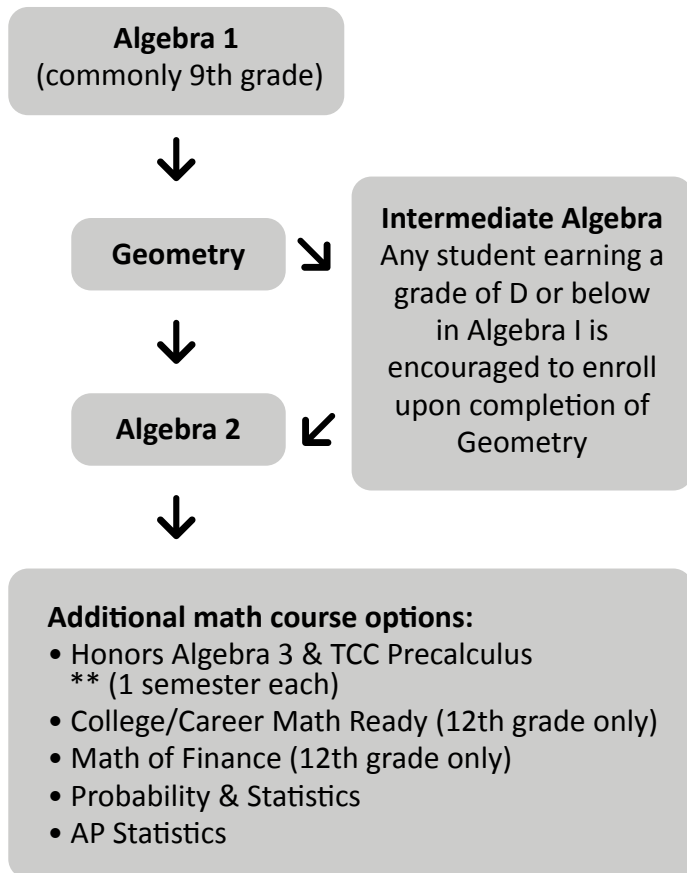 Algebra 1
(commonly 9th grade)
Geometry
Intermediate Algebra
Any student earning a
grade of D or below
in Algebra I is
encouraged to enroll
upon completion of
Geometry
Algebra 2
Additional math course options:
• Honors Algebra 3 & TCC Precalculus
** (1 semester each)
• College/Career Math Ready (12th grade only)
• Math of Finance (12th grade only)
• Probability & Statistics
• AP Statistics